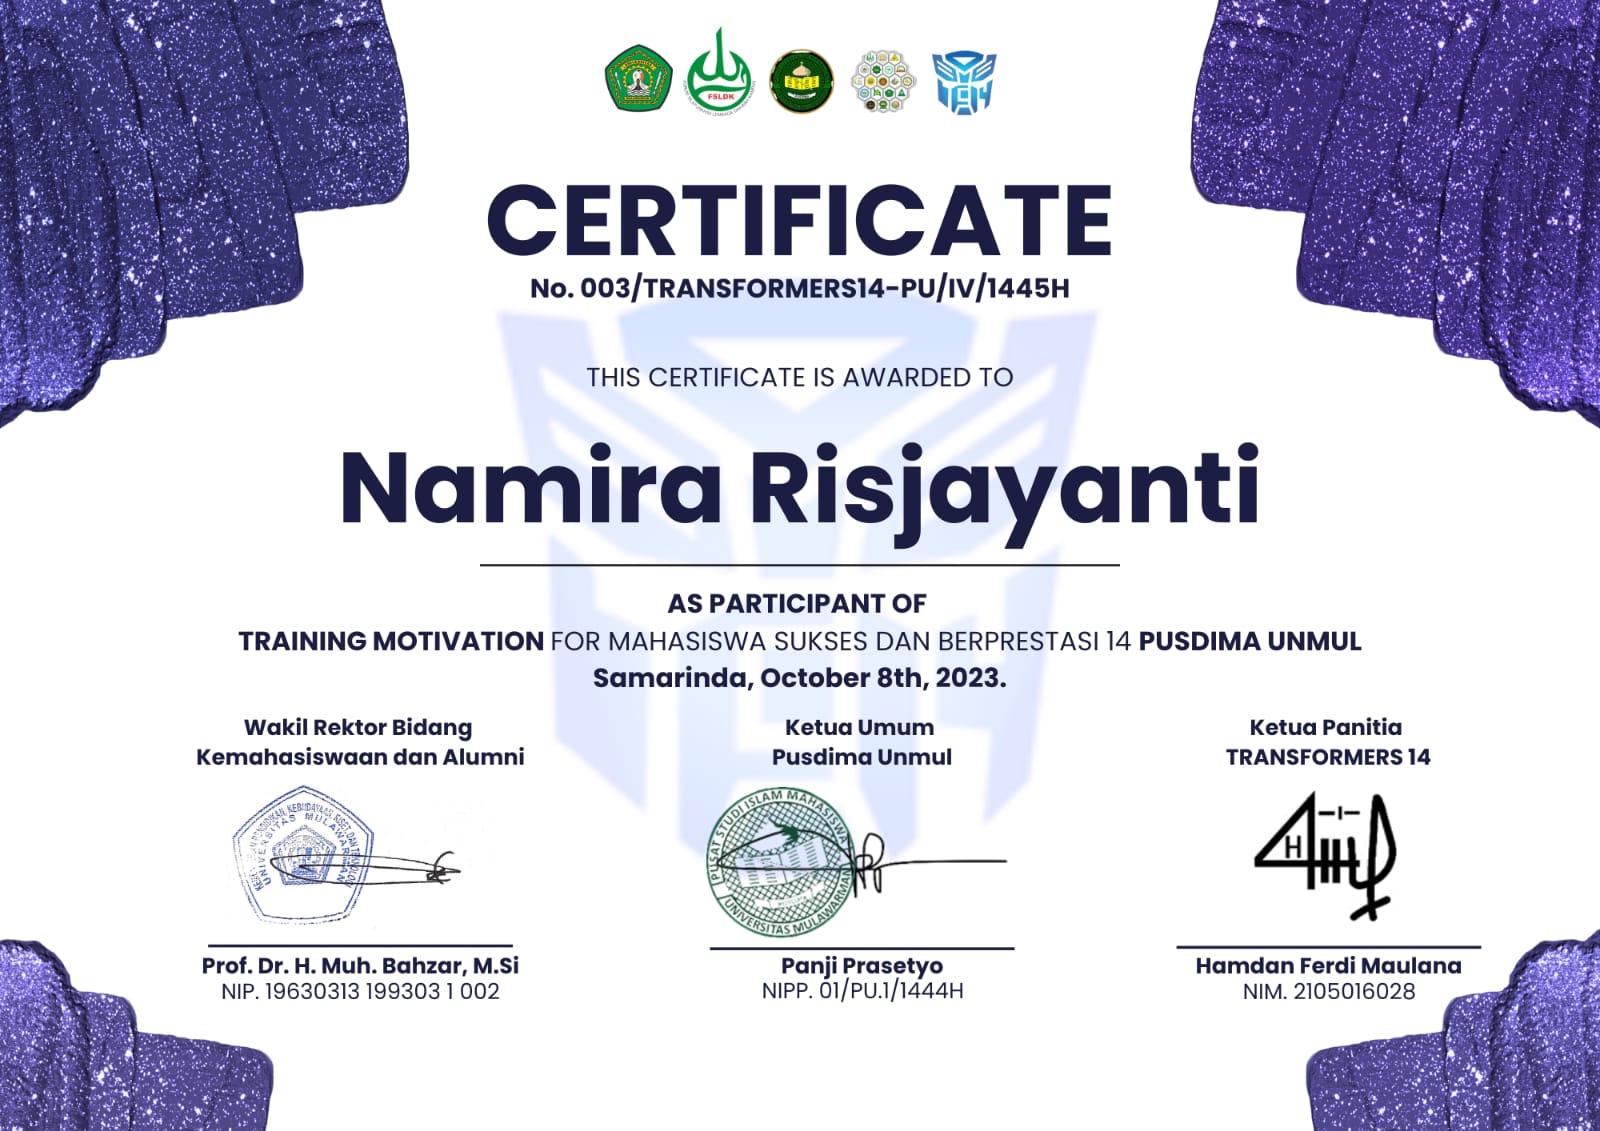 FSLDK
CERTIFICATE
No. 003/TRANSFORMERS14-PU/IV/1445H
THIS CERTIFICATE IS AWARDED TO
Namira Risjayanti
AS PARTICIPANT OF
TRAINING MOTIVATION FOR MAHASISWA SUKSES DAN BERPRESTASI 14 PUSDIMA UNMUL
Samarinda, October 8th, 2023.
Wakil Rektor Bidang
Kemahasiswaan dan Alumni
UNIVERSITAS MULAWARMAN
Prof. Dr. H. Muh. Bahzar, M.Si
NIP. 19630313 199303 1 002
Ketua Umum
Pusdima Unmul
PUSAT STUDI ISLAM MAHASISWA
UNIVERSITAS MULAWARMAN
Panji Prasetyo
NIPP. 01/PU.1/1444H
Ketua Panitia
TRANSFORMERS 14
Hamdan Ferdi Maulana
NIM. 2105016028